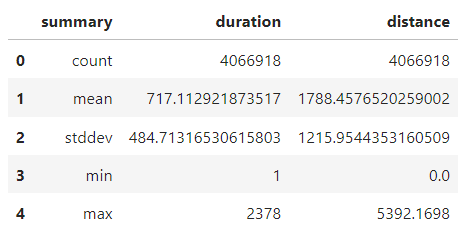 summary duration distance
0 count 4066918 4066918
1 mean 717.112921873517 1788.4576520259002
2 stddev 484.71316530615803 1215.9544353160509
3 min 1 0.0
4 max 2378 5392.1698